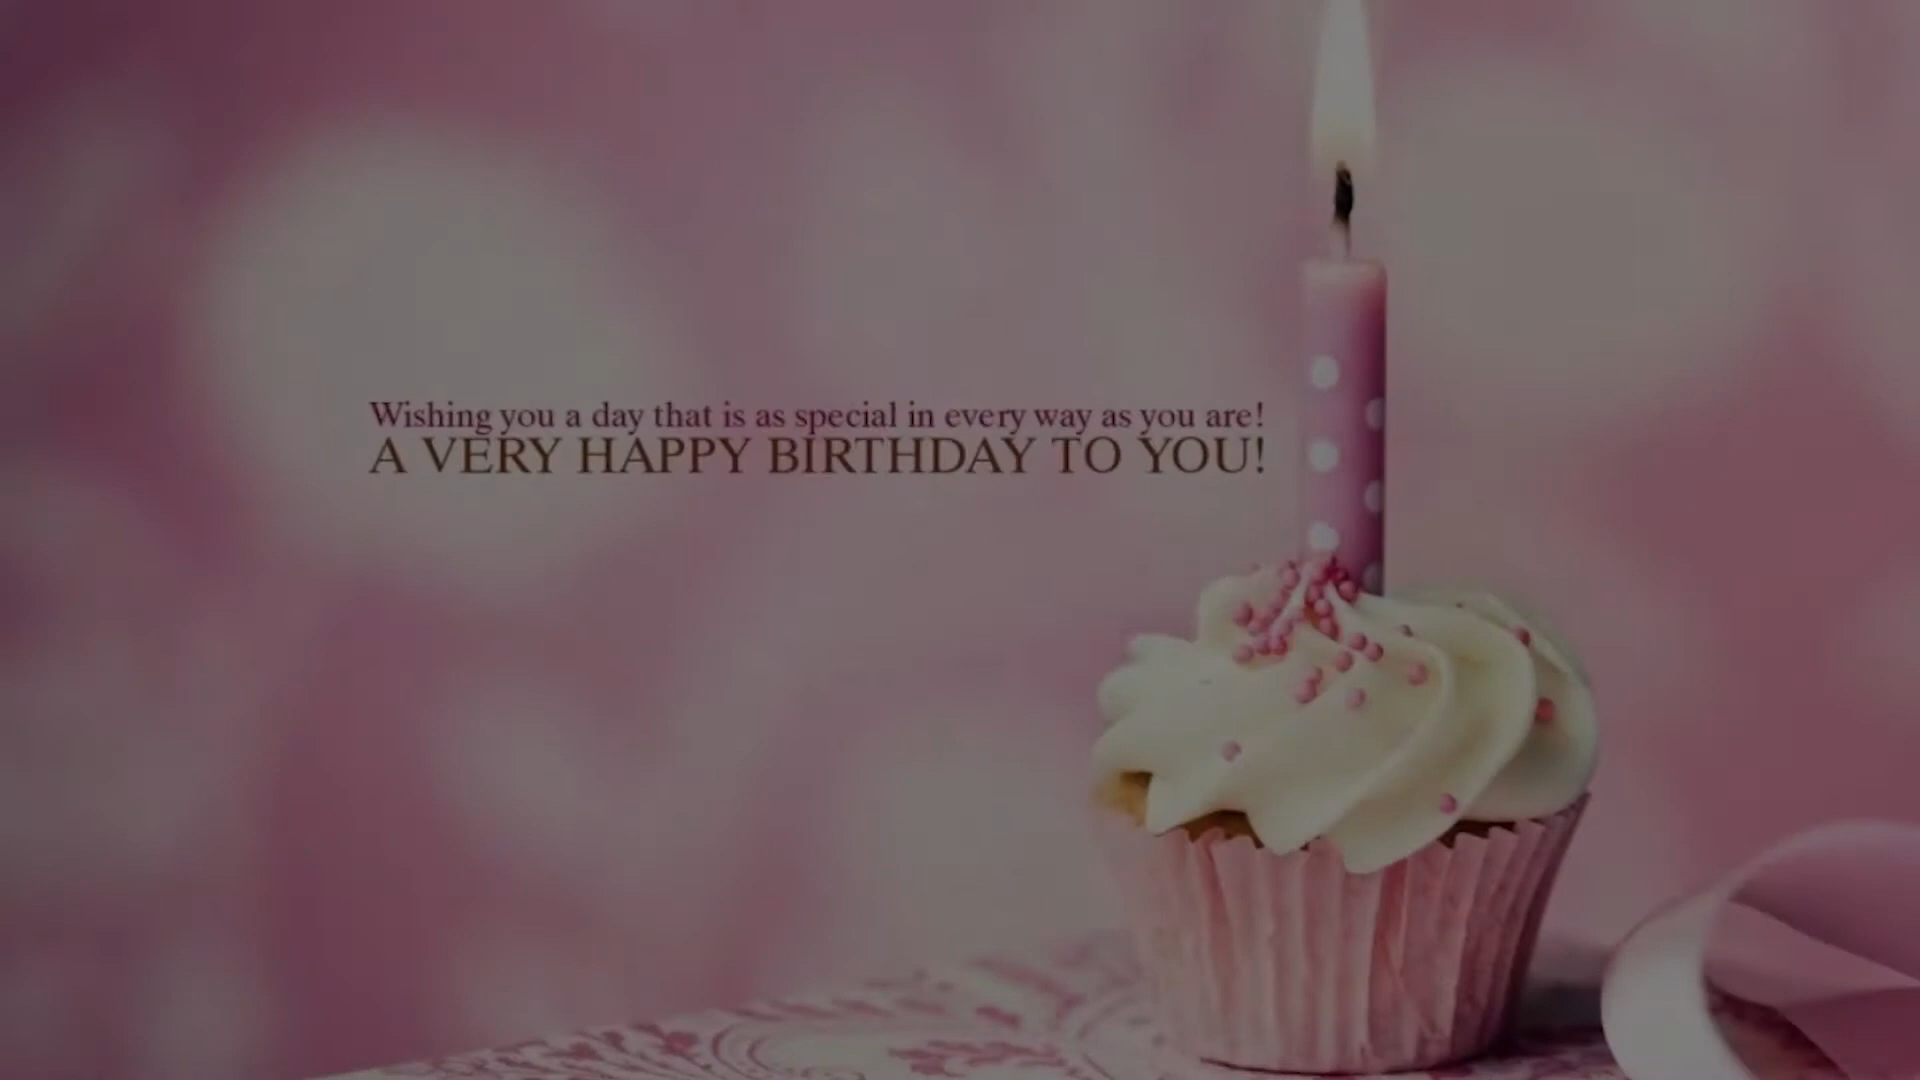 Wishing you a day that is as special in every way as you are!
A VERY HAPPY BIRTHDAY TO YOU!